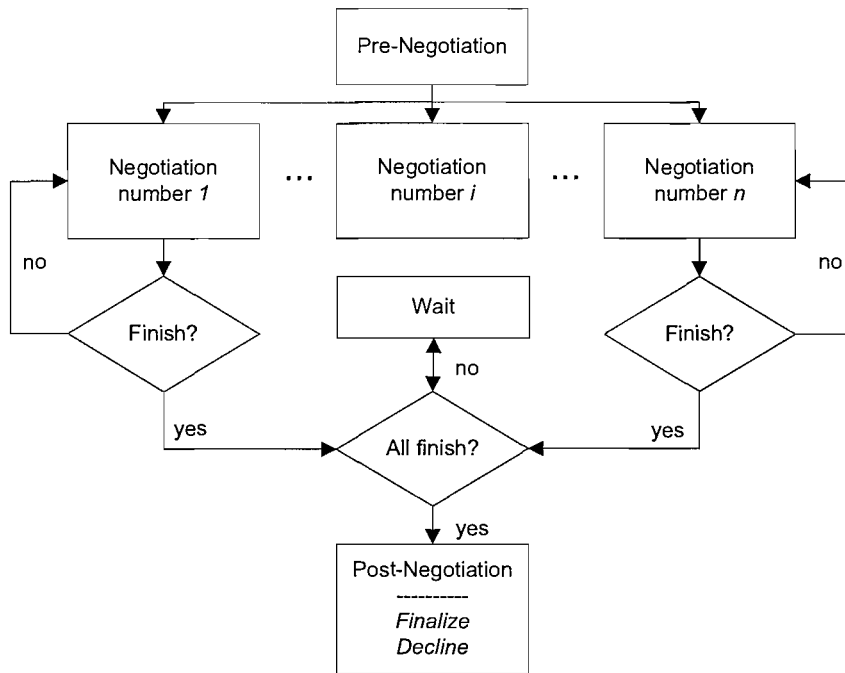 Pre-Negotiation
Negotiation
number 1
...
Negotiation
number i
...
Negotiation
number n
no
no
Finish?
Wait
Finish?
no
yes
All finish?
yes
yes
Post-Negotiation
----------
Finalize
Decline